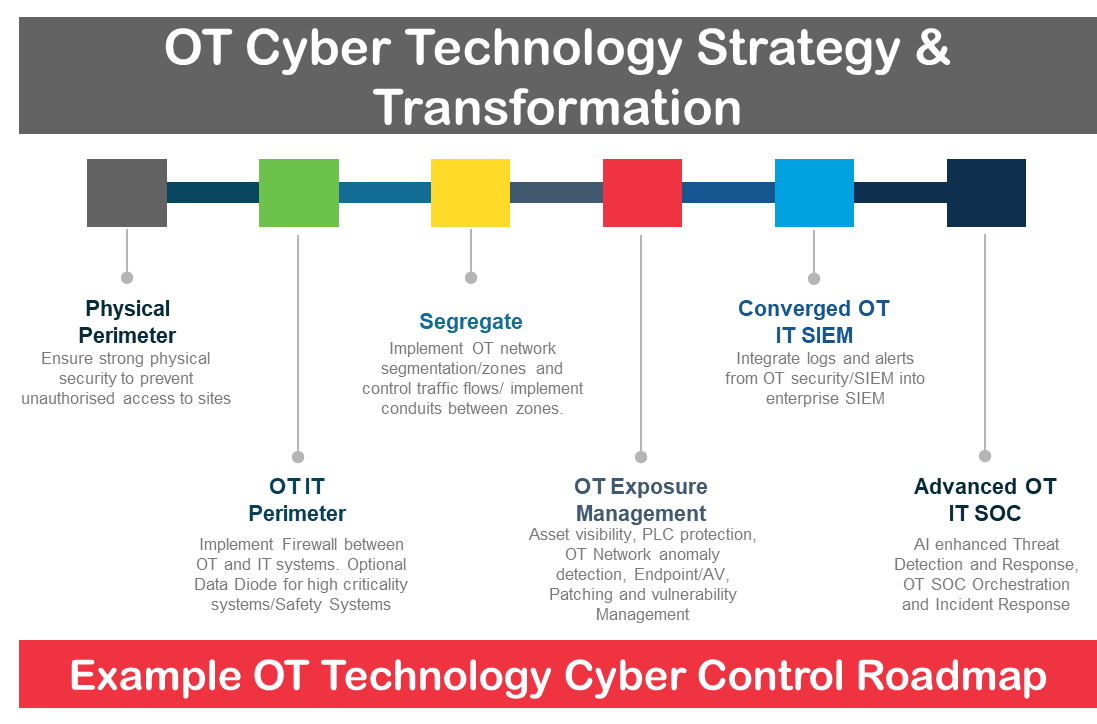 OT Cyber Technology Strategy &
Transformation
Physical
Perimeter
Ensure strong physical
security to prevent
unauthorised access to sites
OT IT
Perimeter
Implement Firewall between
OT and IT systems. Optional
Data Diode for high criticality
systems/Safety Systems
Segregate
Implement OT network
segmentation/zones and
control traffic flows/ implement
conduits between zones.
OT Exposure
Management
Asset visibility, PLC protection,
OT Network anomaly
detection, Endpoint/AV,
Patching and vulnerability
Management
Converged OT
IT SIEM
Integrate logs and alerts
from OT security/SIEM into
enterprise SIEM
Advanced OT
IT SOC
AI enhanced Threat
Detection and Response,
OT SOC Orchestration
and Incident Response
Example OT Technology Cyber Control Roadmap